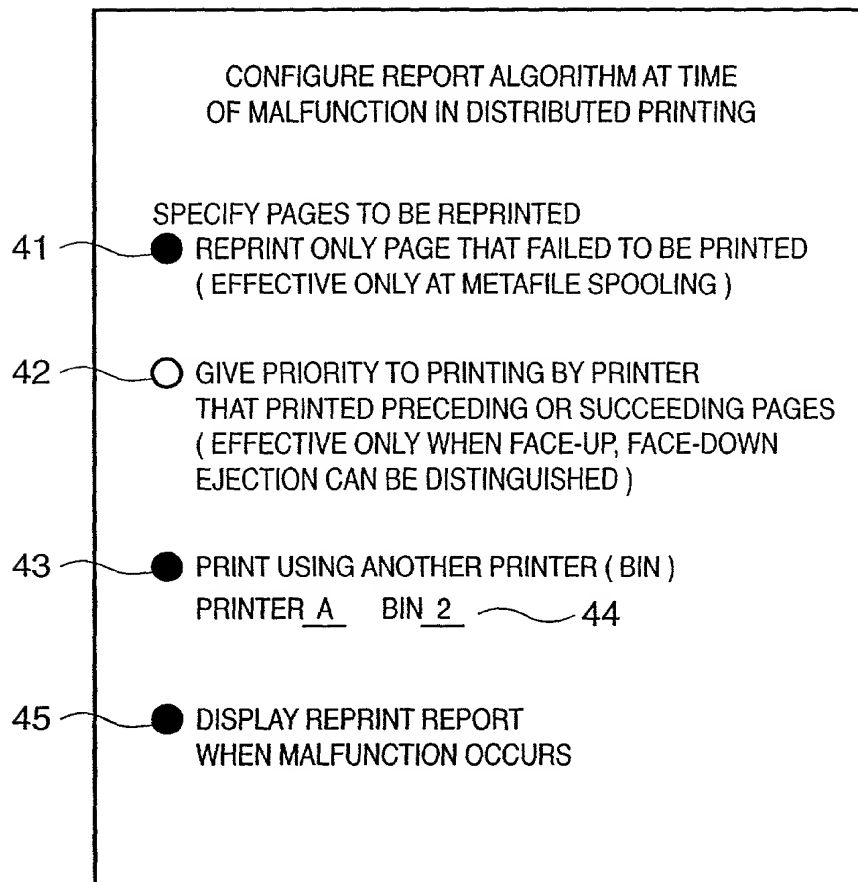 CONFIGURE REPORT ALGORITHM AT TIME
OF MALFUNCTION IN DISTRIBUTED PRINTING
SPECIFY PAGES TO BE REPRINTED
41 REPRINT ONLY PAGE THAT FAILED TO BE PRINTED
( EFFECTIVE ONLY AT METAFILE SPOOLING )
42 GIVE PRIORITY TO PRINTING BY PRINTER
THAT PRINTED PRECEDING OR SUCCEEDING PAGES
( EFFECTIVE ONLY WHEN FACE-UP, FACE-DOWN
EJECTION CAN BE DISTINGUISHED )
43 PRINT USING ANOTHER PRINTER ( BIN )
PRINTER A BIN 2 44
45 DISPLAY REPRINT REPORT
WHEN MALFUNCTION OCCURS